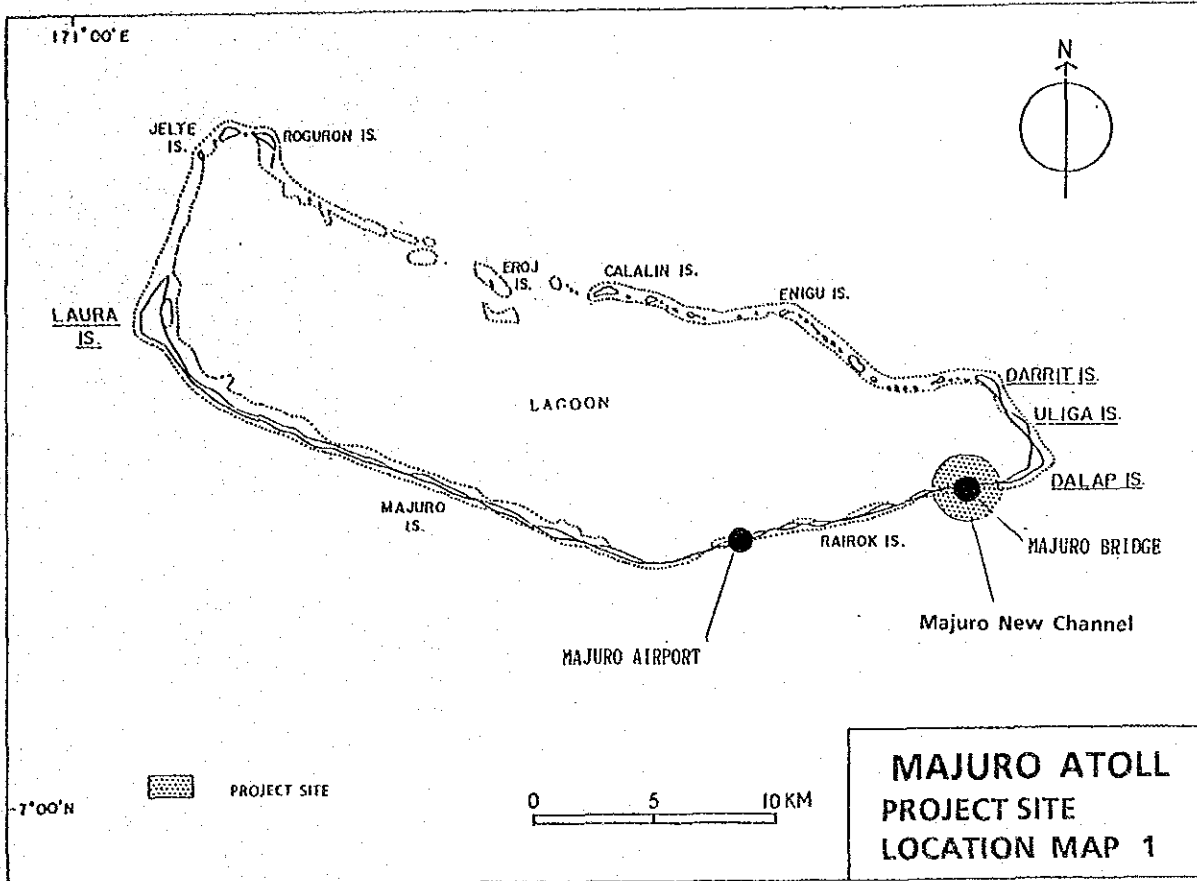 171°00'E
N
JELTE
IS.
ROGURON IS.
EROJ
IS.
CALALIN IS.
ENIGU IS.
LAURA
IS.
DARRIT IS.
LAGOON
ULIGA IS.
DALAP IS.
MAJURO
IS.
RAIROK IS.
MAJURO BRIDGE
Majuro New Channel
MAJURO AIRPORT
PROJECT SITE
7°00'N
0 5 10 KM
MAJURO ATOLL
PROJECT SITE
LOCATION MAP 1